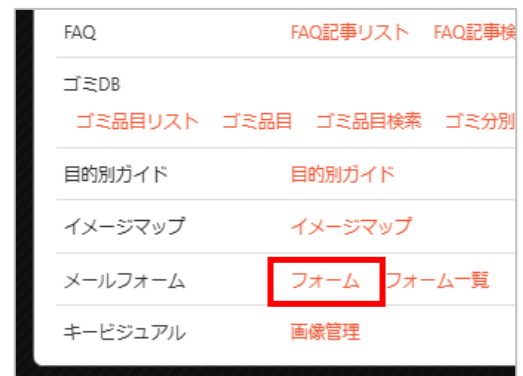 FAQ FAQ記事リスト FAQ記事検
ゴミDB
ゴミ品目リスト ゴミ品目 ゴミ品目検索 ゴミ分別
目的別ガイド 目的別ガイド
イメージマップ イメージマップ
メールフォーム フォーム フォーム一覧
キービジュアル 画像管理